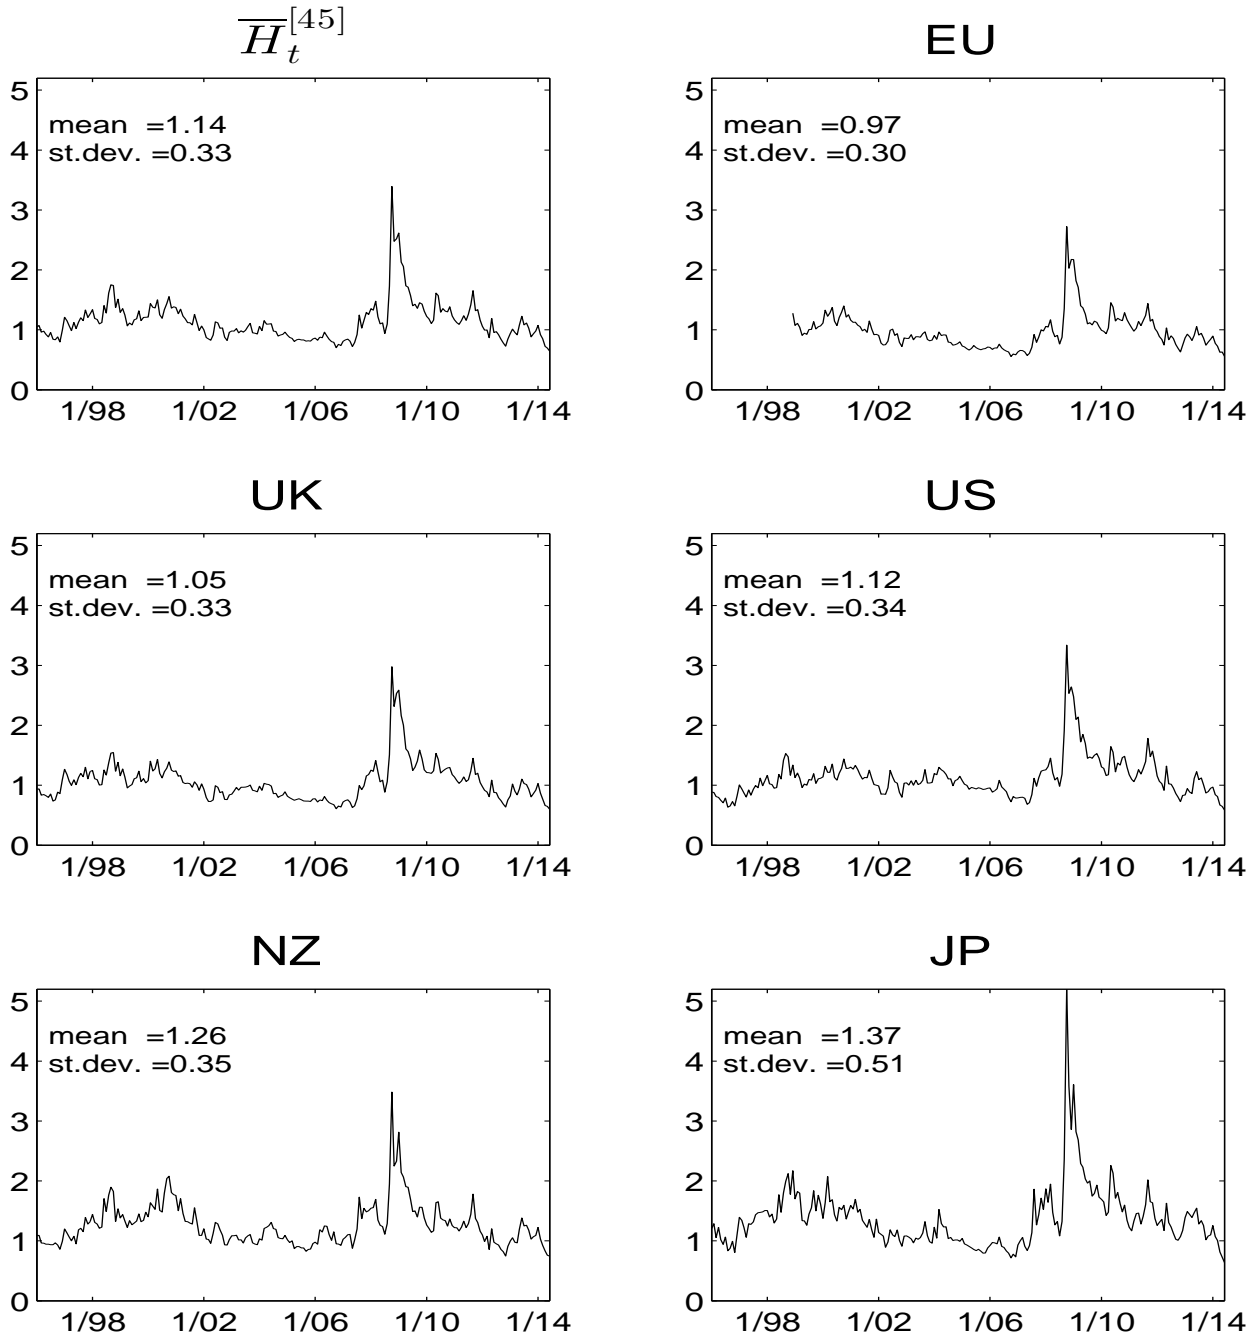 $\overline{H}_t^{[45]}$
5
4
3
2
1
0
mean =1.14
st.dev. =0.33
1/98 1/02 1/06 1/10 1/14
EU
5
4
3
2
1
0
mean =0.97
st.dev. =0.30
1/98 1/02 1/06 1/10 1/14
UK
5
4
3
2
1
0
mean =1.05
st.dev. =0.33
1/98 1/02 1/06 1/10 1/14
US
5
4
3
2
1
0
mean =1.12
st.dev. =0.34
1/98 1/02 1/06 1/10 1/14
NZ
5
4
3
2
1
0
mean =1.26
st.dev. =0.35
1/98 1/02 1/06 1/10 1/14
JP
5
4
3
2
1
0
mean =1.37
st.dev. =0.51
1/98 1/02 1/06 1/10 1/14